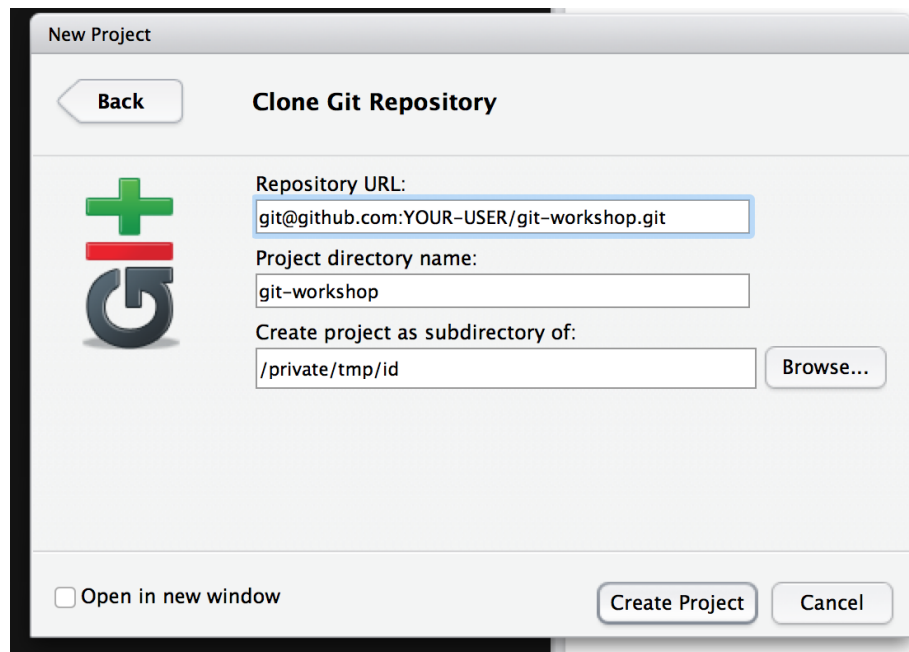 New Project
Back
Clone Git Repository
git
Repository URL:
git@github.com:YOUR-USER/git-workshop.git
Project directory name:
git-workshop
Create project as subdirectory of:
/private/tmp/id
Browse...
Open in new window
Create Project
Cancel